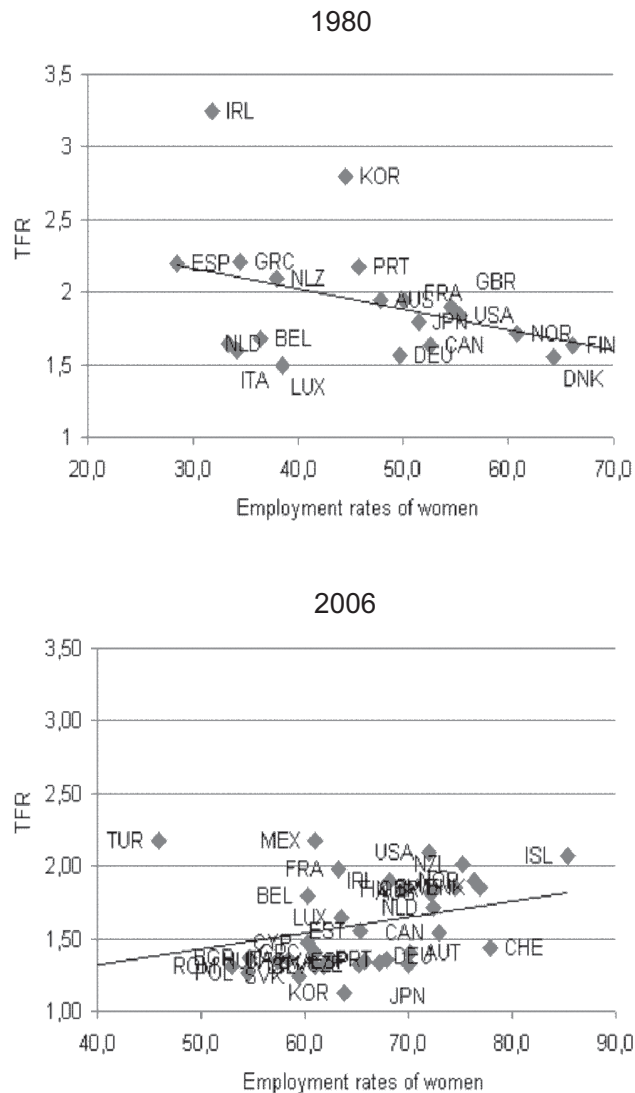 1980
3,5
IRL
3
KOR
2,5
TFR
ESP GRC NLZ PRT GBR
2
AUS FRA USA
JPN NOR
NLD BEL DEU CAN FIN
1,5
ITA LUX DNK
1
20,0 30,0 40,0 50,0 60,0 70,0
Employment rates of women
2006
3,50
3,00
2,50
TFR
TUR MEX USA NZL ISL
2,00
FRA IRL NOR
BEL NLD
LUX EST CAN
1,50
CYP DEU AUT CHE
ROM POL SVK PRT
KOR JPN
1,00
40,0 50,0 60,0 70,0 80,0 90,0
Employment rates of women